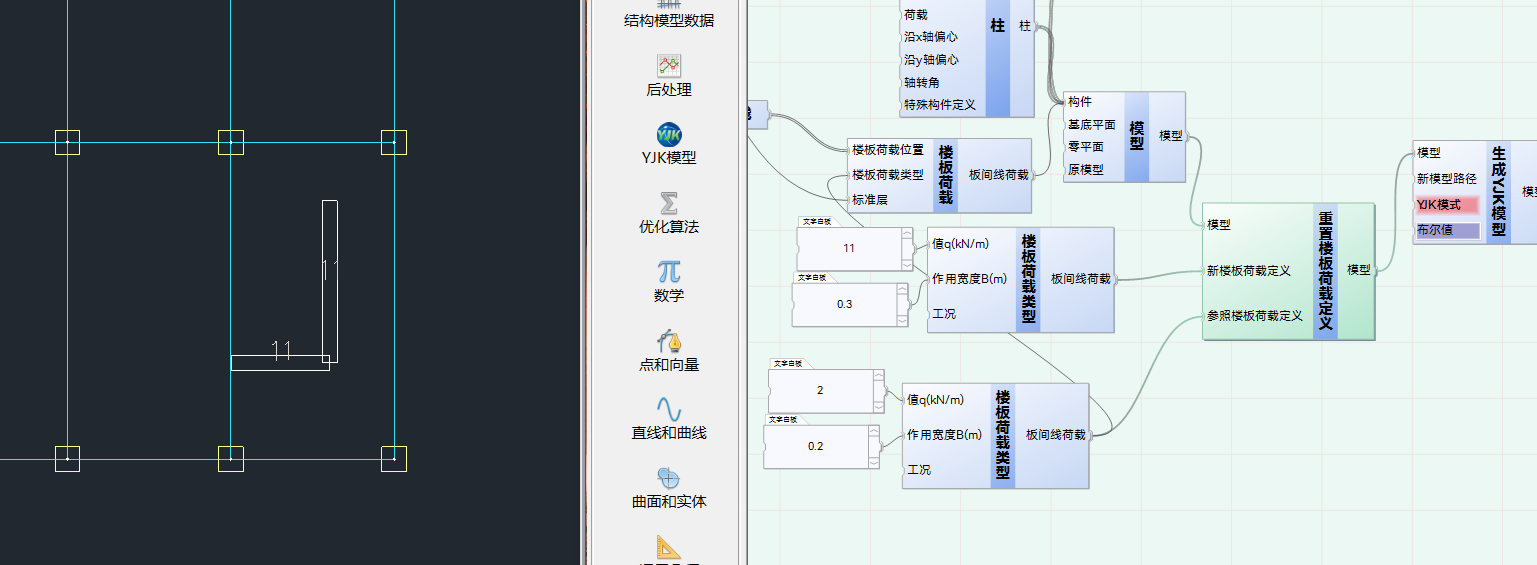 11
1
结构模型数据
后处理
YJK
YJK模型
Σ
优化算法
π
数学
点和向量
直线和曲线
曲面和实体
荷载
沿x轴偏心
沿y轴偏心
轴转角
特殊构件定义
柱
柱
构件
基底平面
零平面
原模型
模型
模型
楼板荷载位置
楼板荷载类型
标准层
楼板荷载
板间线荷载
文字白板
11
文字白板
0.3
值q(kN/m)
作用宽度B(m)
工况
楼板荷载类型
板间线荷载
文字白板
2
文字白板
0.2
值q(kN/m)
作用宽度B(m)
工况
楼板荷载类型
板间线荷载
模型
新楼板荷载定义
参照楼板荷载定义
重置楼板荷载定义
模型
模型
新模型路径
YJK模式
布尔值
生成YJK模型